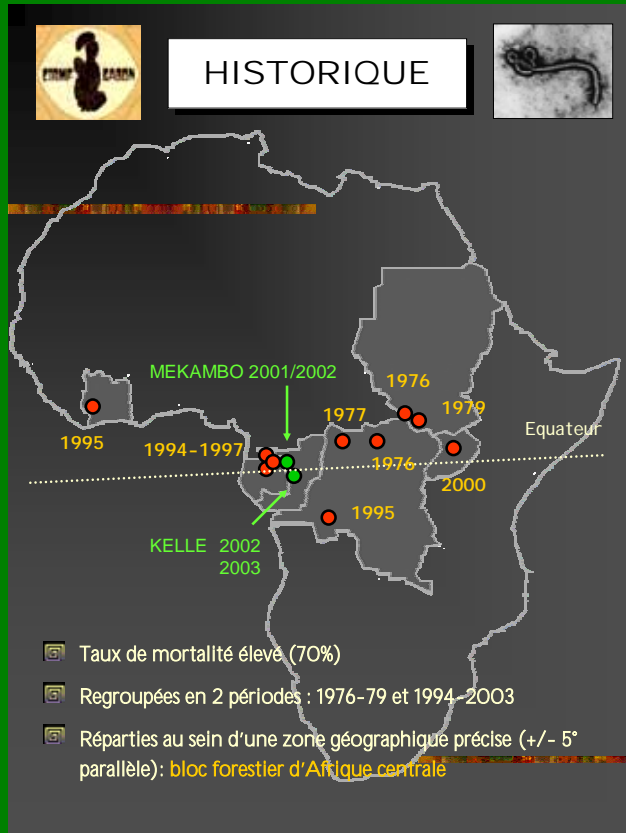 CIRMF GABON
HISTORIQUE
MEKAMBO 2001/2002
1976
1977
1979
Equateur
1995
1994-1997
1976
2000
1995
KELLE 2002
2003
Taux de mortalité élevé (70%)
Regroupées en 2 périodes : 1976-79 et 1994-2003
Réparties au sein d’une zone géographique précise (+/- 5°
parallèle): bloc forestier d’Afrique centrale